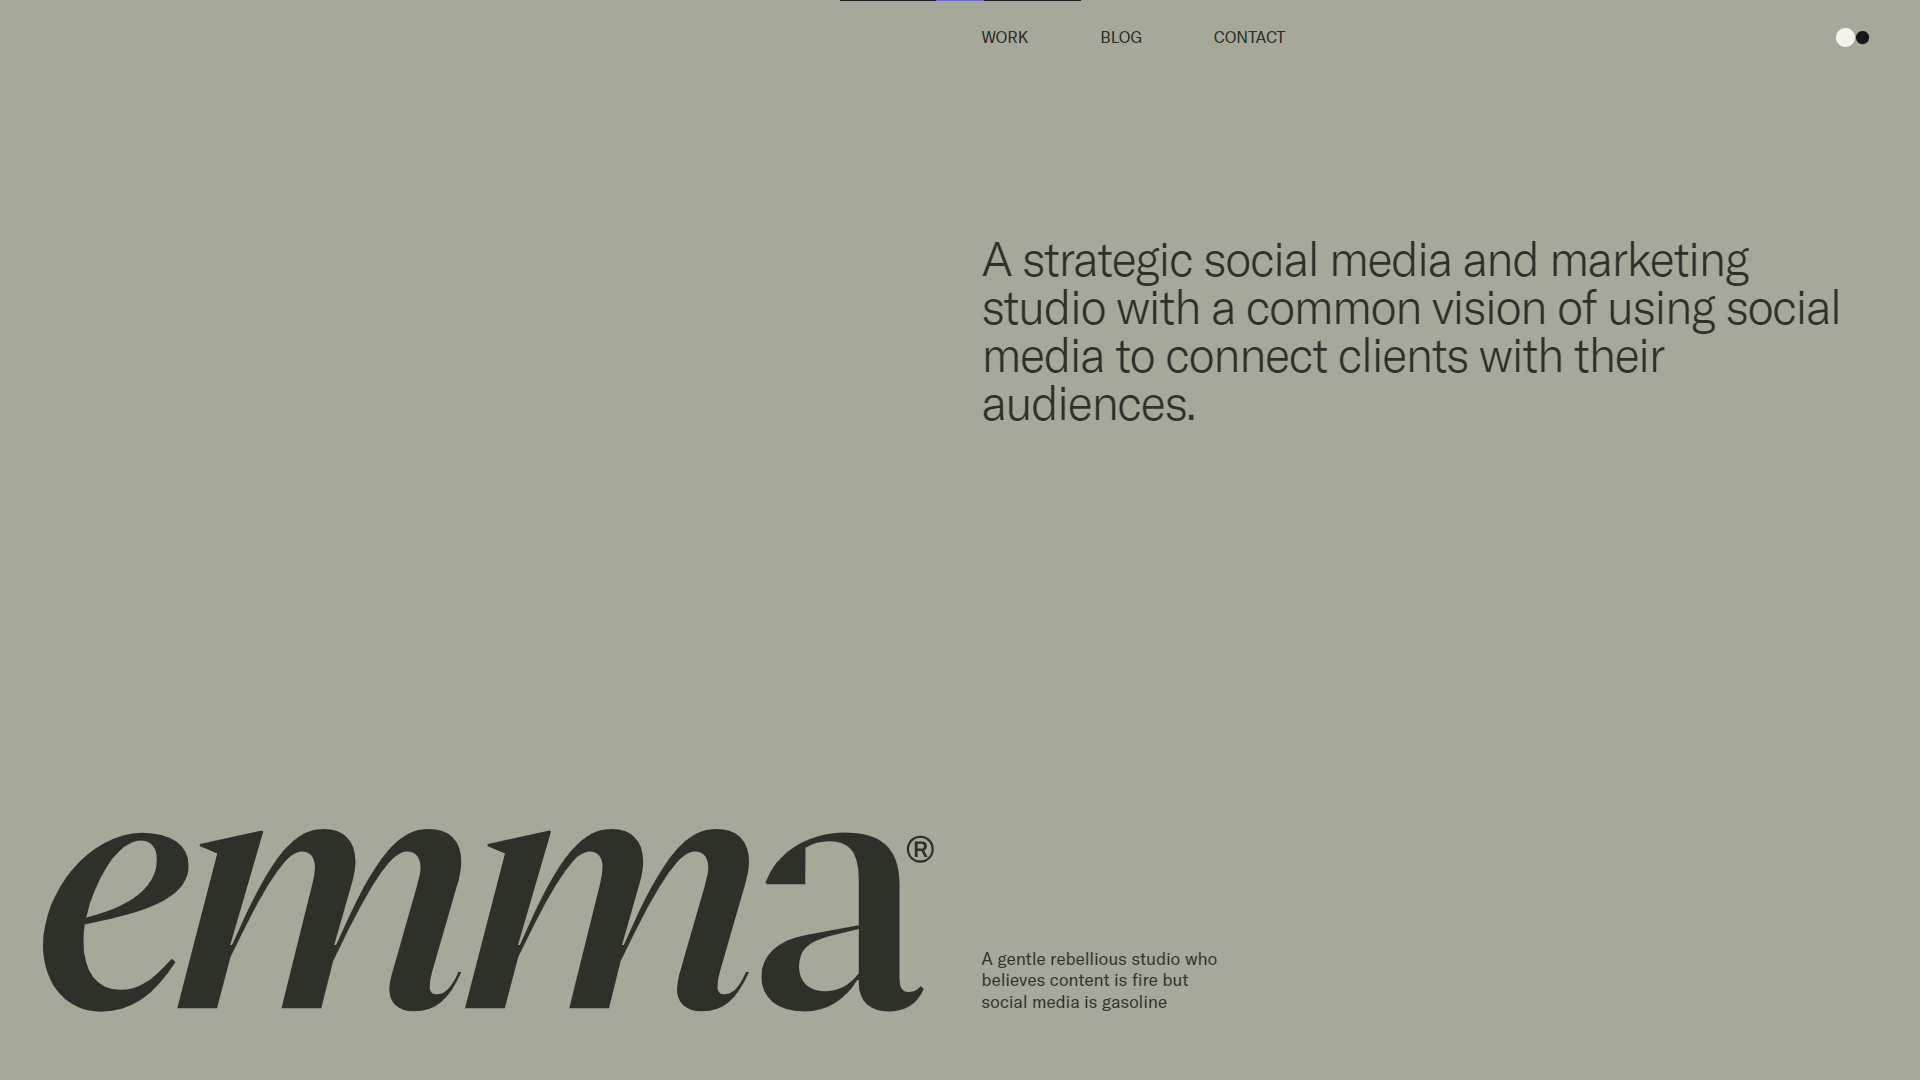 WORK
BLOG
CONTACT
A strategic social media and marketing
studio with a common vision of using social
media to connect clients with their
audiences.
emma®
A gentle rebellious studio who
believes content is fire but
social media is gasoline